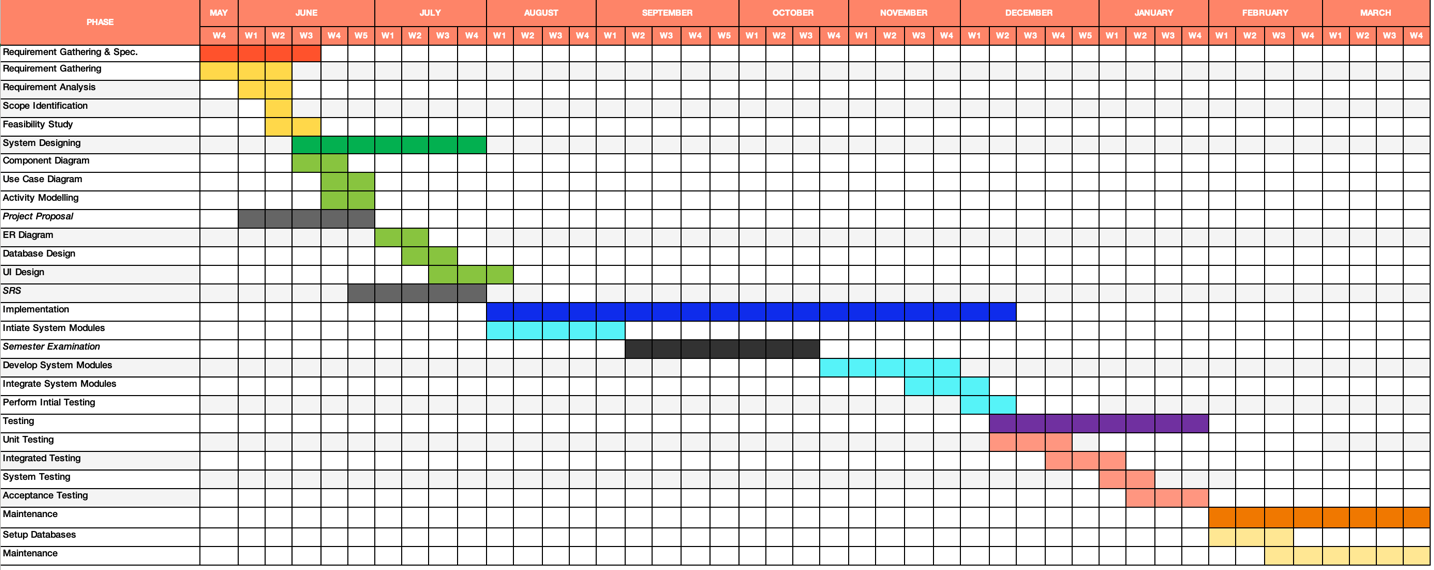 PHASE MAY JUNE JULY AUGUST SEPTEMBER OCTOBER NOVEMBER DECEMBER JANUARY FEBRUARY MARCH
W4 W1 W2 W3 W4 W5 W1 W2 W3 W4 W1 W2 W3 W4 W1 W2 W3 W4 W5 W1 W2 W3 W4 W1 W2 W3 W4 W1 W2 W3 W4 W5 W1 W2 W3 W4 W1 W2 W3 W4 W1 W2 W3 W4
Requirement Gathering & Spec.
Requirement Gathering
Requirement Analysis
Scope Identification
Feasibility Study
System Designing
Component Diagram
Use Case Diagram
Activity Modelling
Project Proposal
ER Diagram
Database Design
UI Design
SRS
Implementation
Intiate System Modules
Semester Examination
Develop System Modules
Integrate System Modules
Perform Intial Testing
Testing
Unit Testing
Integrated Testing
System Testing
Acceptance Testing
Maintenance
Setup Databases
Maintenance